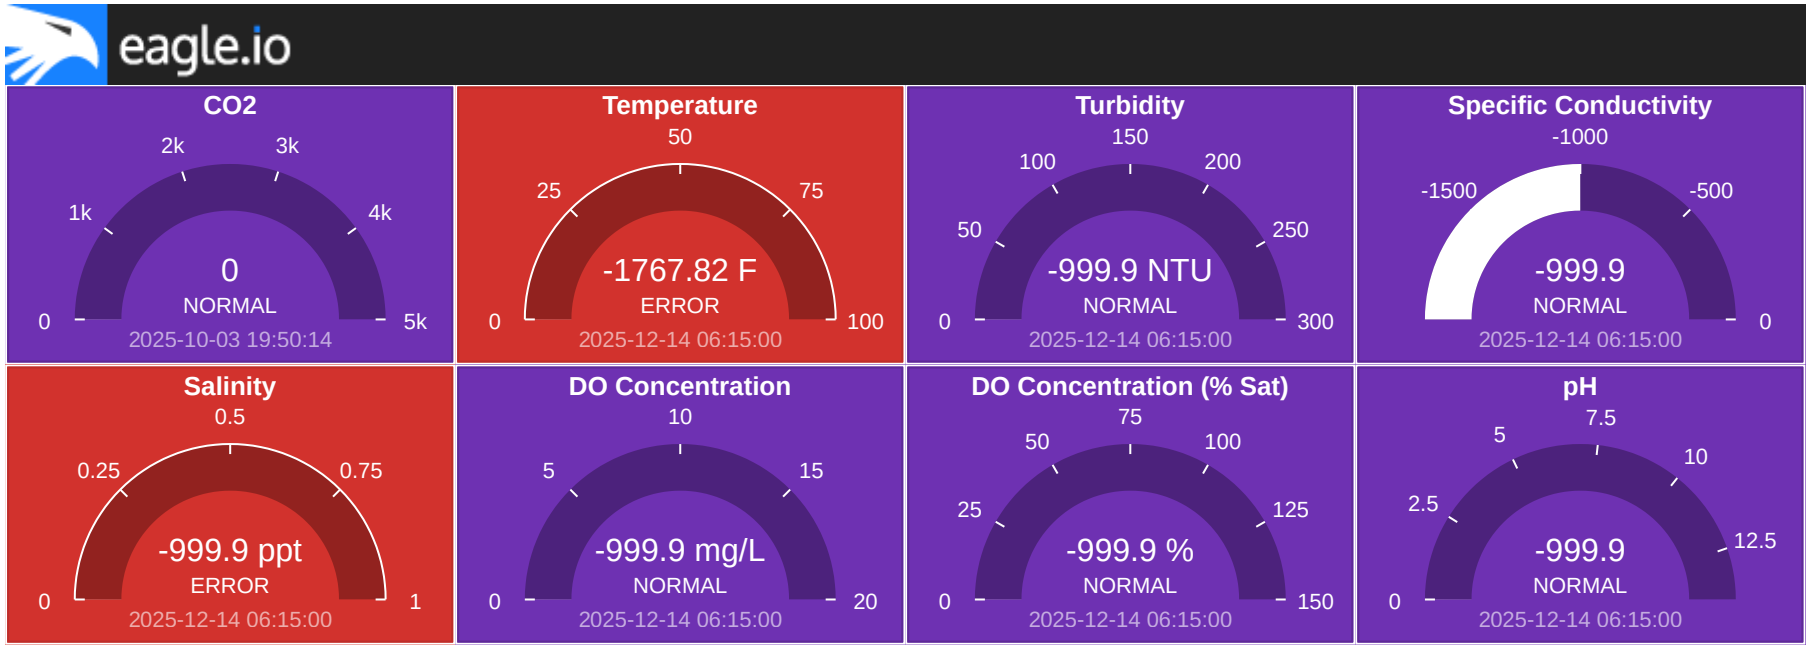 eagle.io
CO2
2k
3k
1k
4k
0
NORMAL
0
5k
2025-10-03 19:50:14
Temperature
50
25
75
-1767.82 F
ERROR
0
100
2025-12-14 06:15:00
Turbidity
150
100
200
50
250
-999.9 NTU
NORMAL
0
300
2025-12-14 06:15:00
Specific Conductivity
-1000
-1500
-500
-999.9
NORMAL
0
2025-12-14 06:15:00
Salinity
0.5
0.25
0.75
-999.9 ppt
ERROR
0
1
2025-12-14 06:15:00
DO Concentration
10
5
15
-999.9 mg/L
NORMAL
0
20
2025-12-14 06:15:00
DO Concentration (% Sat)
75
50
100
25
125
-999.9 %
NORMAL
0
150
2025-12-14 06:15:00
pH
7.5
5
10
2.5
12.5
-999.9
NORMAL
0
2025-12-14 06:15:00